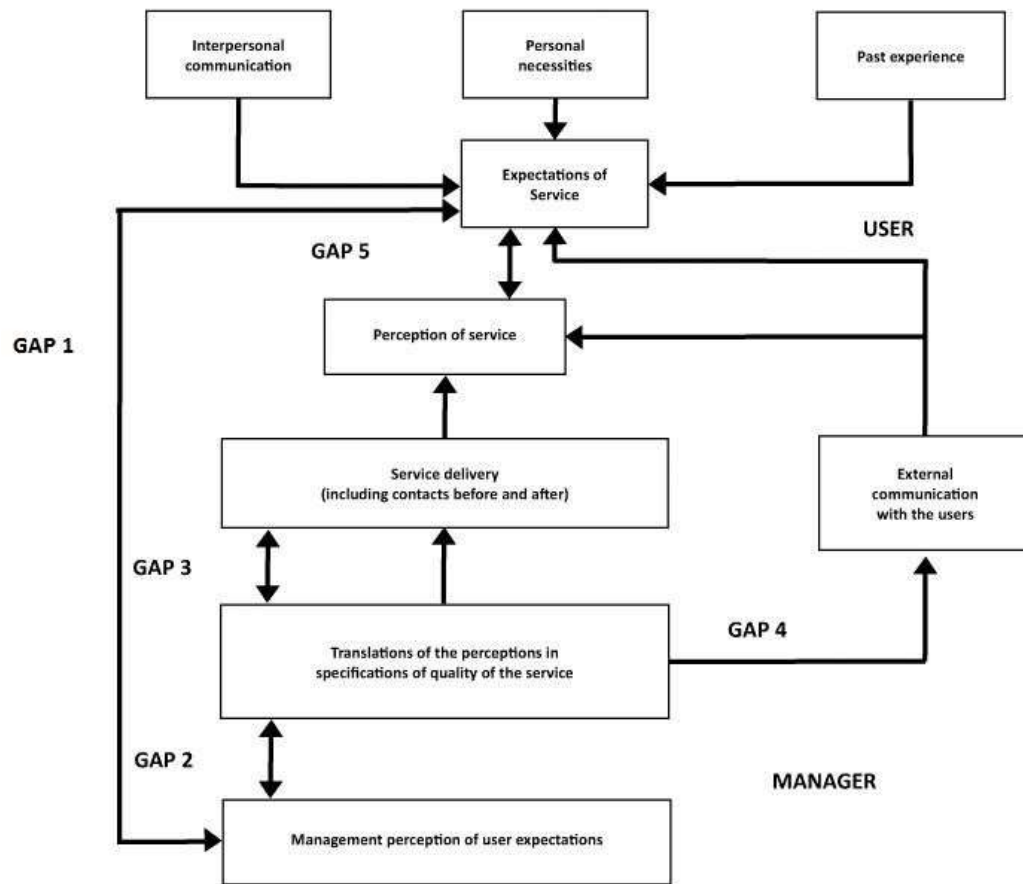 Interpersonal
communication
Personal
necessities
Past experience
Expectations of
Service
USER
GAP 5
GAP 1
Perception of service
Service delivery
(including contacts before and after)
External
communication
with the users
GAP 3
GAP 4
Translations of the perceptions in
specifications of quality of the service
GAP 2
MANAGER
Management perception of user expectations